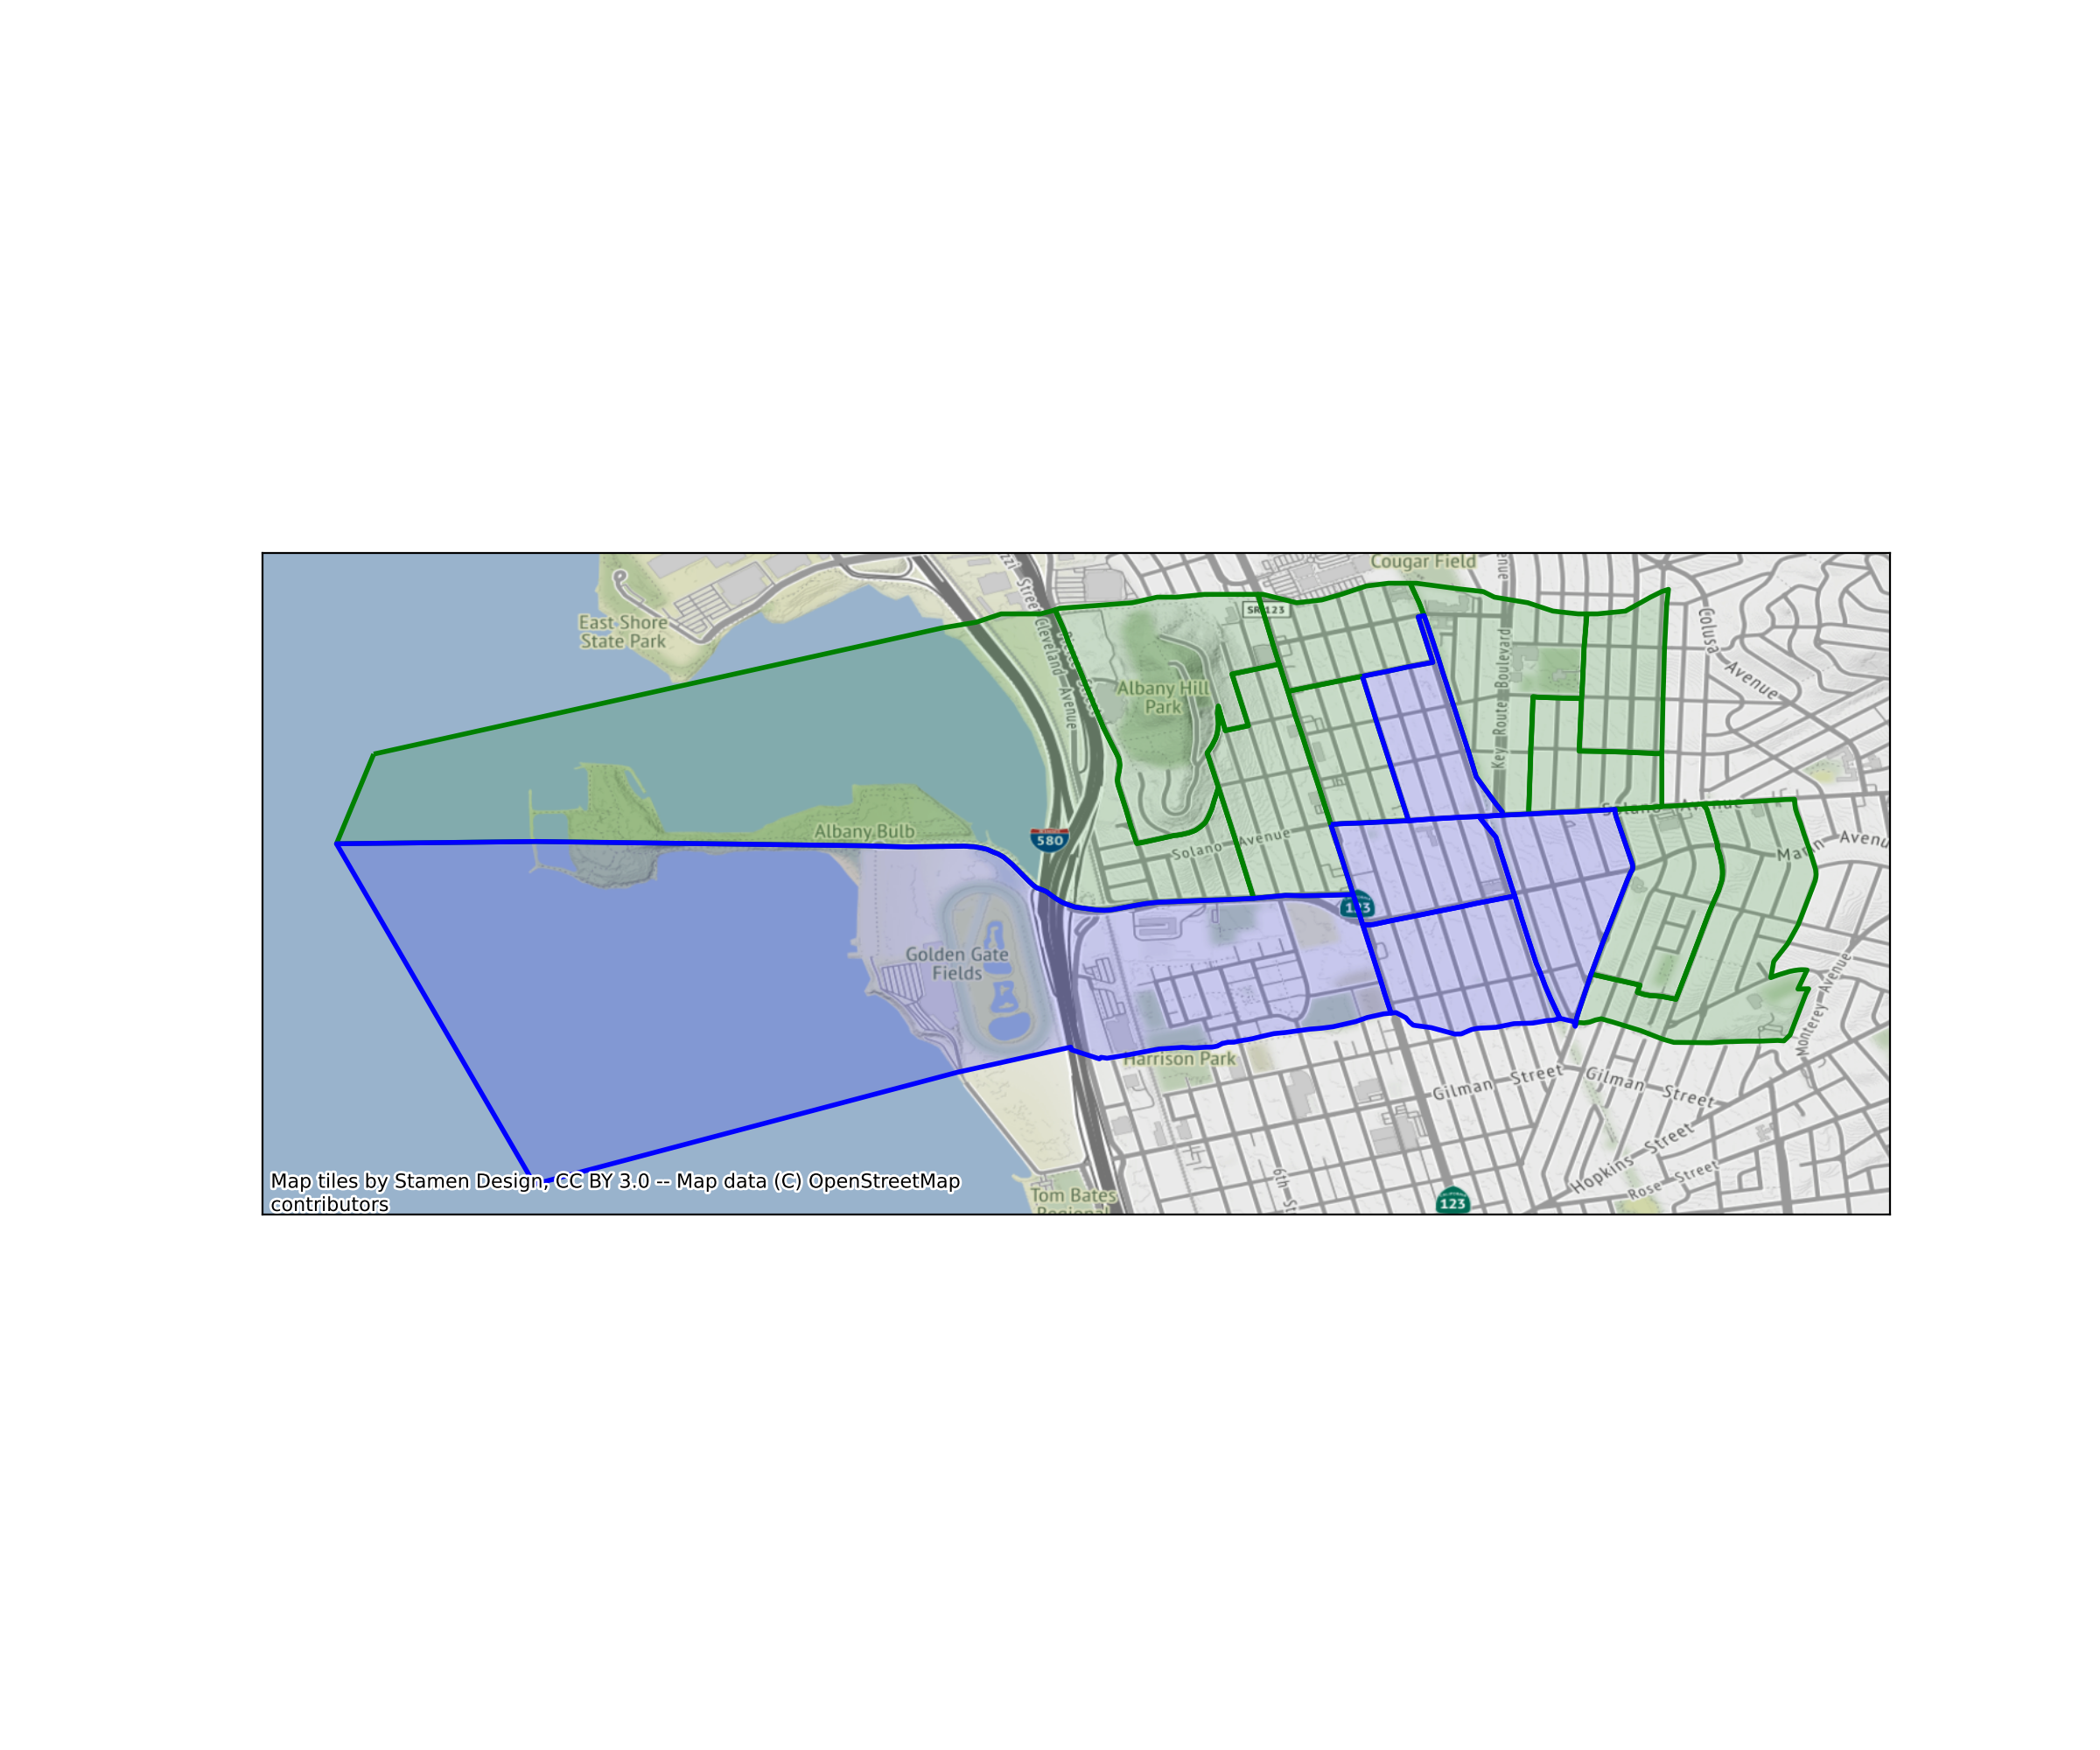 Cougar Field
Street
Cleveland Avenue
SR 123
East Shore
State Park
Colusa
Avenue
Key Route Boulevard
Albany Hill
Park
Solano Avenue
Albany Bulb
580
Solano Avenue
Marin Avenu
123
Golden Gate
Fields
Monterey Avenue
Harrison Park
Gilman Street
Gilman Street
Hopkins Street
Rose Street
6th St
Map tiles by Stamen Design, CC BY 3.0 -- Map data (C) OpenStreetMap
contributors
Tom Bates
Regional
123